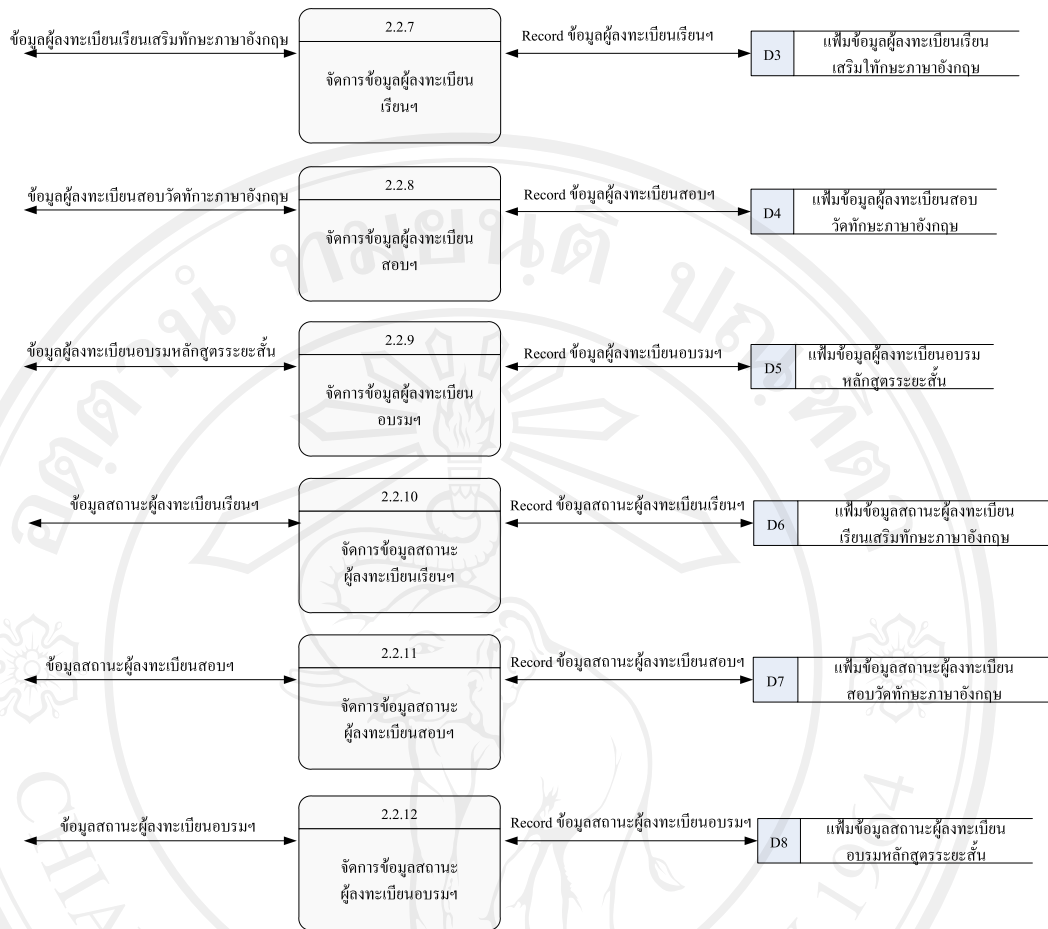 2.2.7
ข้อมูลผู้ลงทะเบียนเรียนเสริมทักษะภาษาอังกฤษ
Record ข้อมูลผู้ลงทะเบียนเรียนฯ
จัดการข้อมูลผู้ลงทะเบียน
เรียนฯ
D3
แฟ้มข้อมูลผู้ลงทะเบียนเรียน
เสริมใทักษะภาษาอังกฤษ
2.2.8
ข้อมูลผู้ลงทะเบียนสอบวัดทักาะภาษาอังกฤษ
Record ข้อมูลผู้ลงทะเบียนสอบฯ
จัดการข้อมูลผู้ลงทะเบียน
สอบฯ
D4
แฟ้มข้อมูลผู้ลงทะเบียนสอบ
วัดทักษะภาษาอังกฤษ
2.2.9
ข้อมูลผู้ลงทะเบียนอบรมหลักสูตรระยะสั้น
Record ข้อมูลผู้ลงทะเบียนอบรมฯ
จัดการข้อมูลผู้ลงทะเบียน
อบรมฯ
D5
แฟ้มข้อมูลผู้ลงทะเบียนอบรม
หลักสูตรระยะสั้น
2.2.10
ข้อมูลสถานะผู้ลงทะเบียนเรียนฯ
Record ข้อมูลสถานะผู้ลงทะเบียนเรียนฯ
จัดการข้อมูลสถานะ
ผู้ลงทะเบียนเรียนฯ
D6
แฟ้มข้อมูลสถานะผู้ลงทะเบียน
เรียนเสริมทักษะภาษาอังกฤษ
2.2.11
ข้อมูลสถานะผู้ลงทะเบียนสอบฯ
Record ข้อมูลสถานะผู้ลงทะเบียนสอบฯ
จัดการข้อมูลสถานะ
ผู้ลงทะเบียนสอบฯ
D7
แฟ้มข้อมูลสถานะผู้ลงทะเบียน
สอบวัดทักษะภาษาอังกฤษ
2.2.12
ข้อมูลสถานะผู้ลงทะเบียนอบรมฯ
Record ข้อมูลสถานะผู้ลงทะเบียนอบรมฯ
จัดการข้อมูลสถานะ
ผู้ลงทะเบียนอบรมฯ
D8
แฟ้มข้อมูลสถานะผู้ลงทะเบียน
อบรมหลักสูตรระยะสั้น
1964